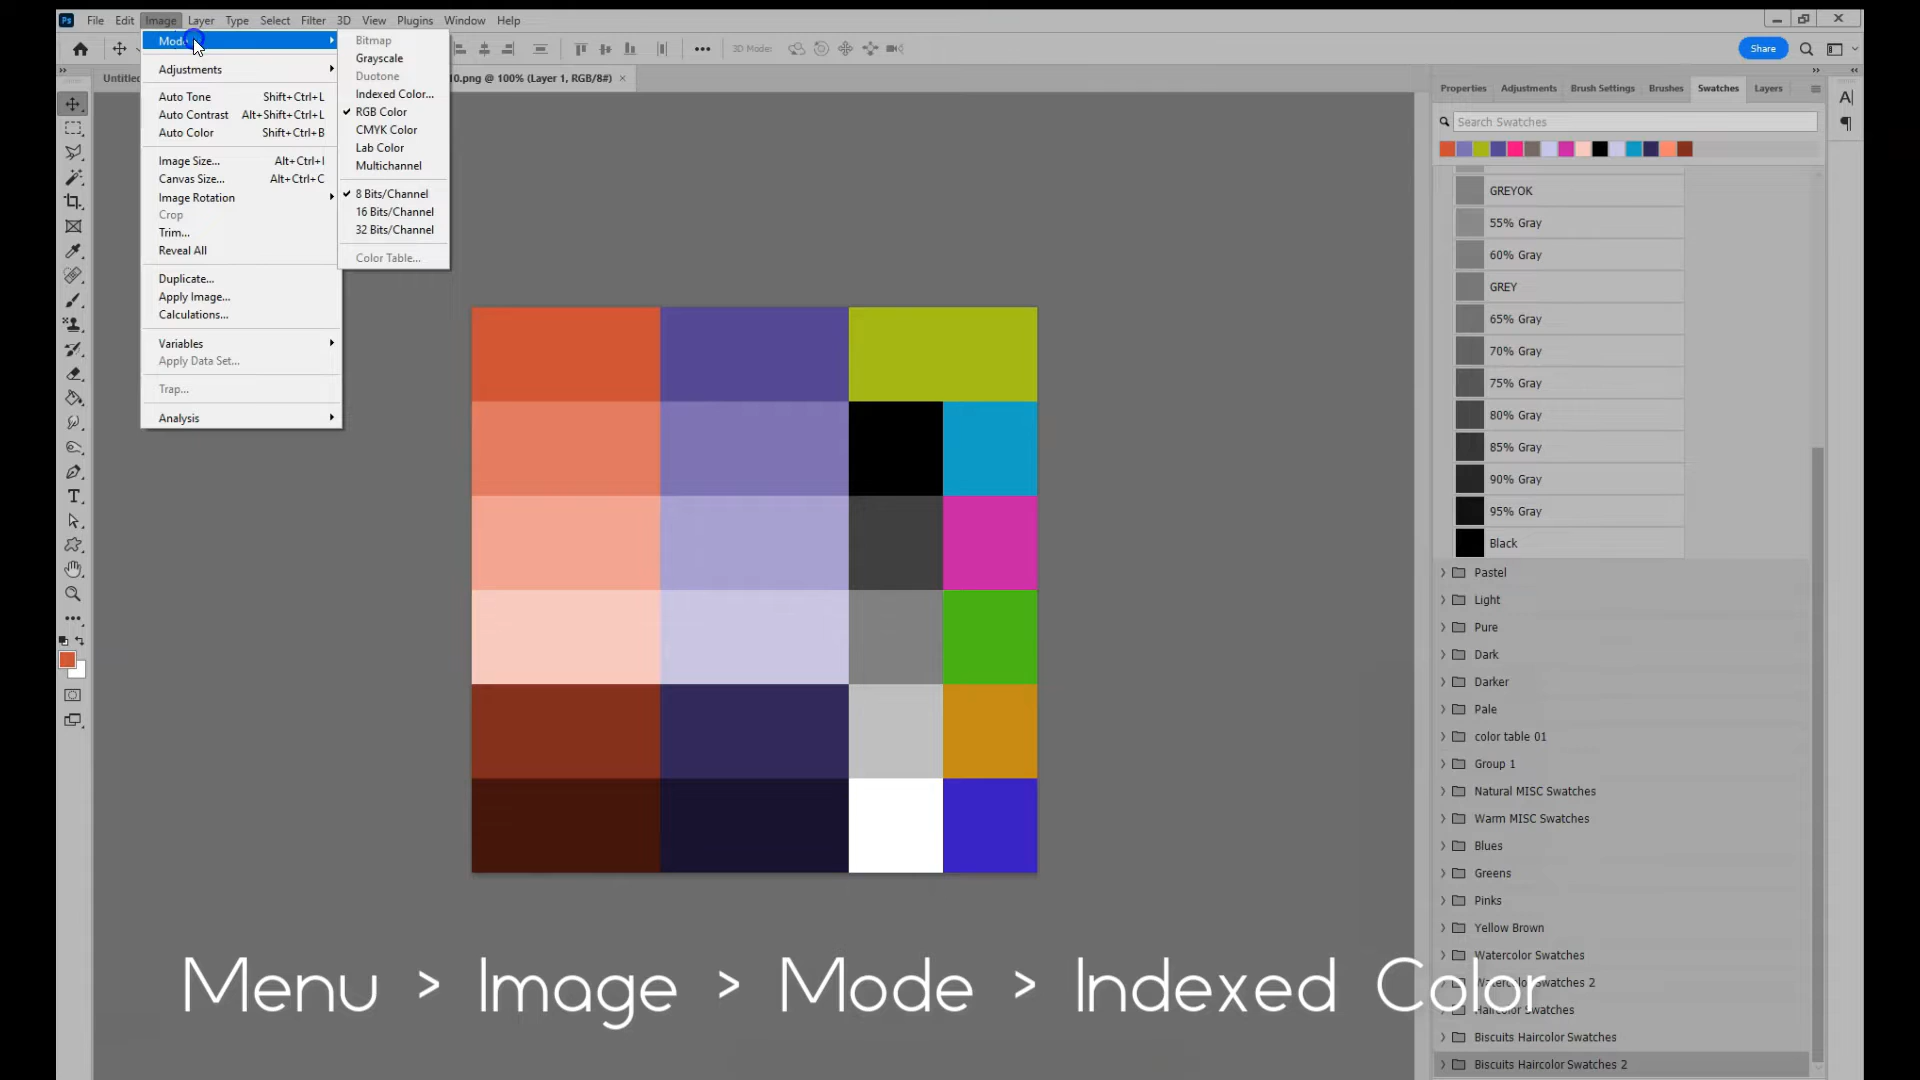 Ps File Edit Image Layer Type Select Filter 3D View Plugins Window Help
3D Mode:
Share
10.png @ 100% (Layer 1, RGB/8#) ×
Mode
Adjustments
Auto Tone Shift+Ctrl+L
Auto Contrast Alt+Shift+Ctrl+L
Auto Color Shift+Ctrl+B
Image Size... Alt+Ctrl+I
Canvas Size... Alt+Ctrl+C
Image Rotation
Crop
Trim...
Reveal All
Duplicate...
Apply Image...
Calculations...
Variables
Apply Data Set...
Trap...
Analysis
Bitmap
Grayscale
Duotone
Indexed Color...
RGB Color
CMYK Color
Lab Color
Multichannel
8 Bits/Channel
16 Bits/Channel
32 Bits/Channel
Color Table...
Properties Adjustments Brush Settings Brushes Swatches Layers
Search Swatches
GREYOK
55% Gray
60% Gray
GREY
65% Gray
70% Gray
75% Gray
80% Gray
85% Gray
90% Gray
95% Gray
Black
Pastel
Light
Pure
Dark
Darker
Pale
color table 01
Group 1
Natural MISC Swatches
Warm MISC Swatches
Blues
Greens
Pinks
Yellow Brown
Watercolor Swatches
Watercolor Swatches 2
Haircolor Swatches
Biscuits Haircolor Swatches
Biscuits Haircolor Swatches 2
Menu > Image > Mode > Indexed Color